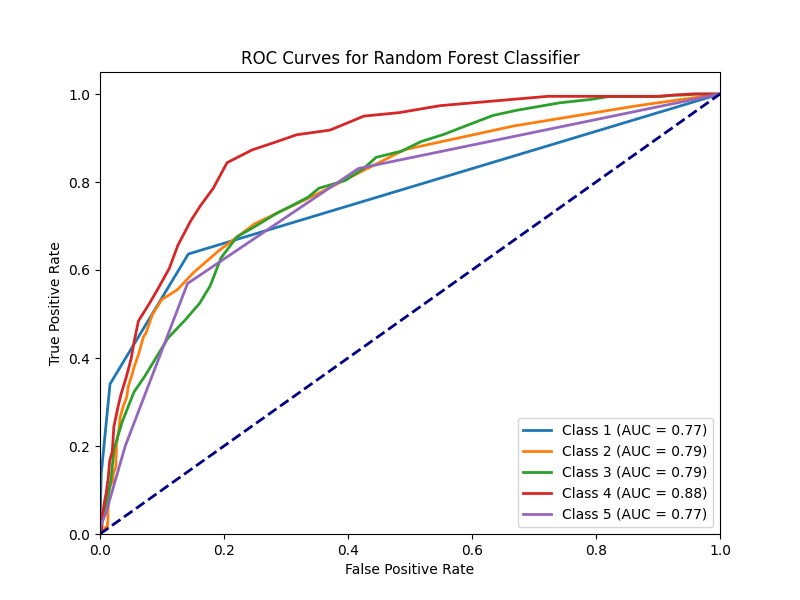 ROC Curves for Random Forest Classifier
True Positive Rate
1.0
0.8
0.6
0.4
0.2
0.0
Class 1 (AUC = 0.77)
Class 2 (AUC = 0.79)
Class 3 (AUC = 0.79)
Class 4 (AUC = 0.88)
Class 5 (AUC = 0.77)
0.0 0.2 0.4 0.6 0.8 1.0
False Positive Rate